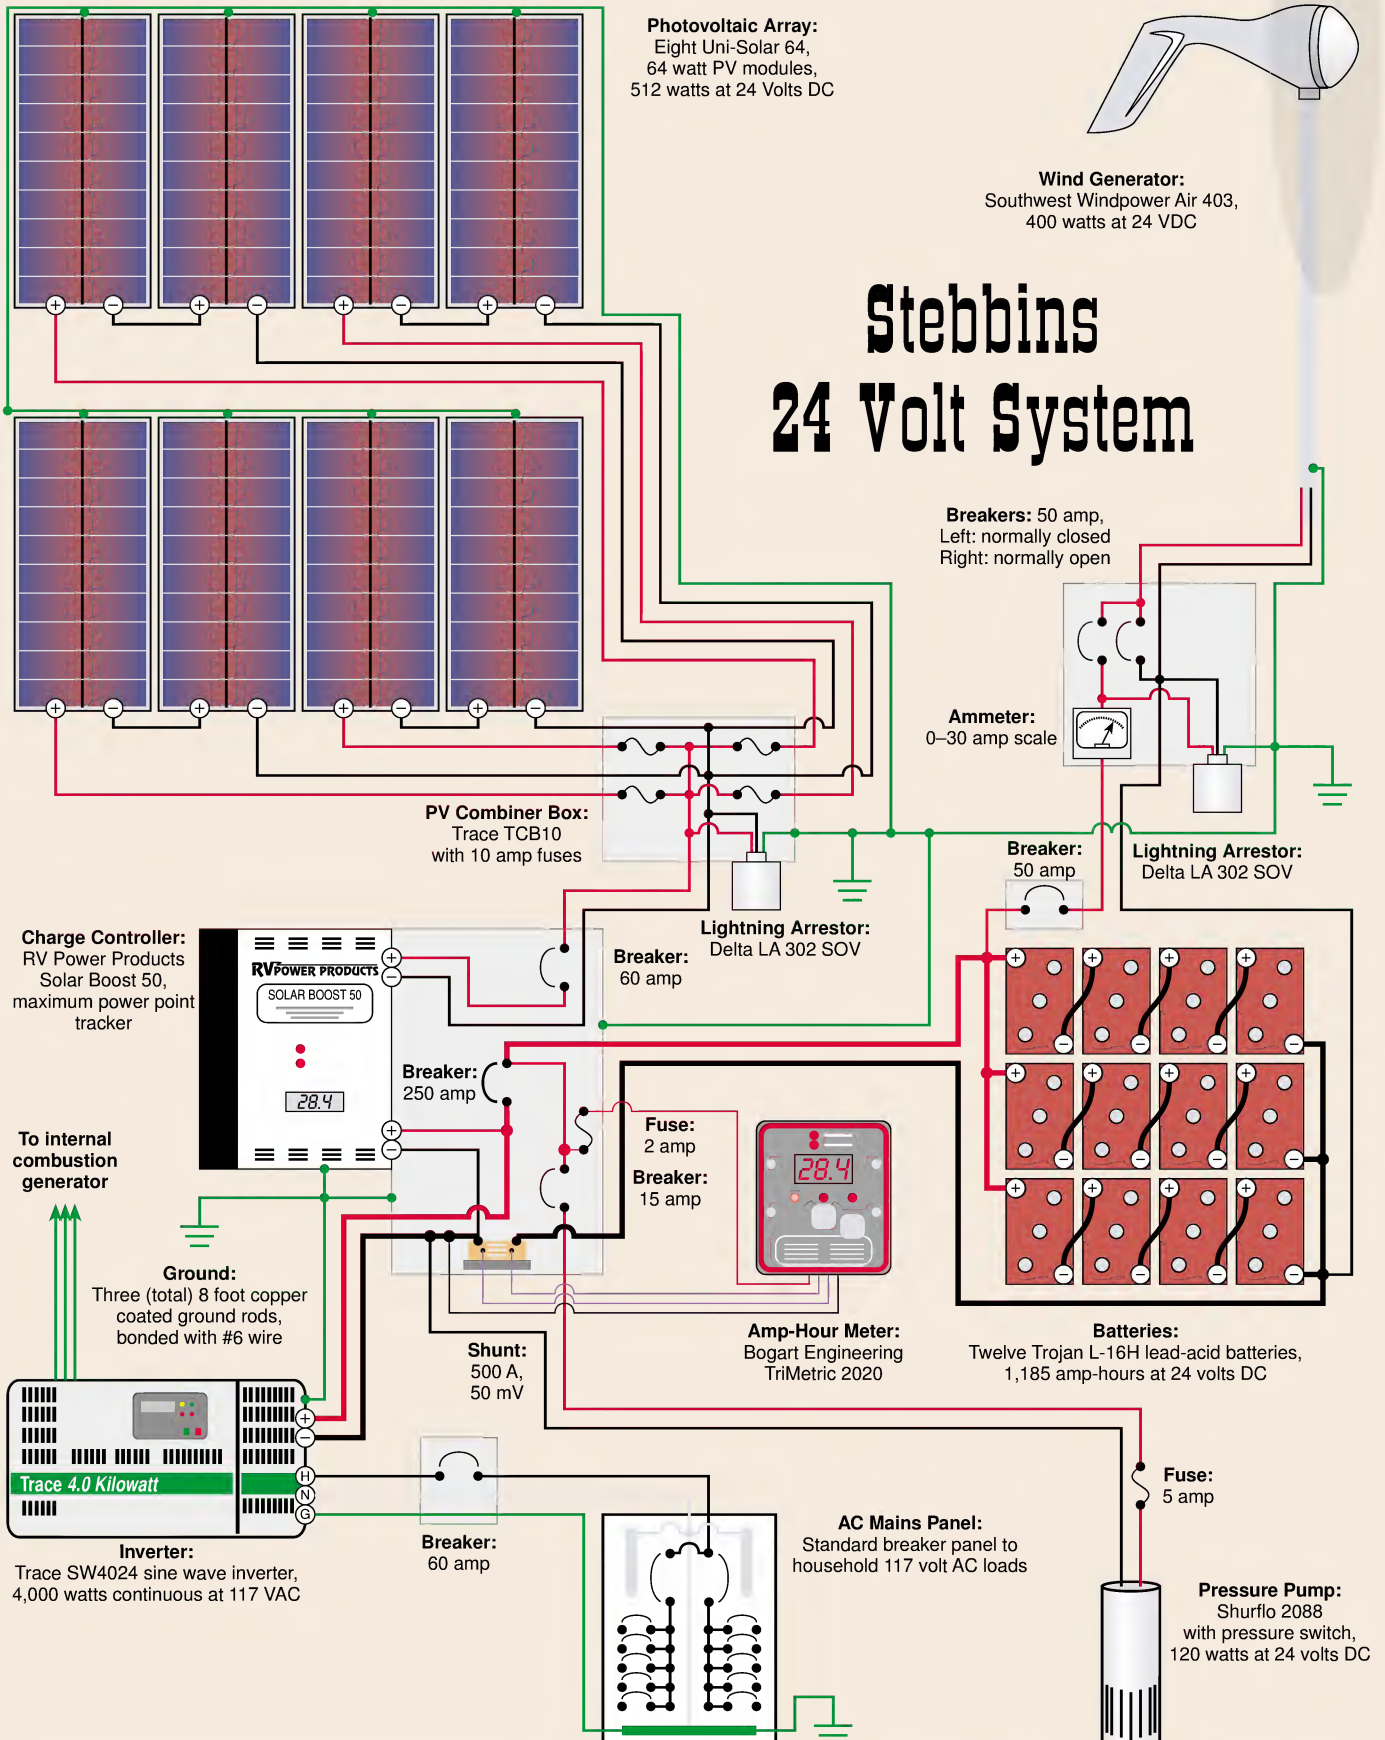 Photovoltaic Array:
Eight Uni-Solar 64,
64 watt PV modules,
512 watts at 24 Volts DC
Wind Generator:
Southwest Windpower Air 403,
400 watts at 24 VDC
Stebbins
24 Volt System
Breakers: 50 amp,
Left: normally closed
Right: normally open
Ammeter:
0–30 amp scale
PV Combiner Box:
Trace TCB10
with 10 amp fuses
Breaker:
50 amp
Lightning Arrestor:
Delta LA 302 SOV
Lightning Arrestor:
Delta LA 302 SOV
Charge Controller:
RV Power Products
Solar Boost 50,
maximum power point
tracker
RV POWER PRODUCTS
SOLAR BOOST 50
28.4
Breaker:
60 amp
Breaker:
250 amp
Fuse:
2 amp
Breaker:
15 amp
28.4
To internal
combustion
generator
Ground:
Three (total) 8 foot copper
coated ground rods,
bonded with #6 wire
Shunt:
500 A,
50 mV
Amp-Hour Meter:
Bogart Engineering
TriMetric 2020
Batteries:
Twelve Trojan L-16H lead-acid batteries,
1,185 amp-hours at 24 volts DC
Trace 4.0 Kilowatt
H
N
G
Inverter:
Trace SW4024 sine wave inverter,
4,000 watts continuous at 117 VAC
Breaker:
60 amp
AC Mains Panel:
Standard breaker panel to
household 117 volt AC loads
Fuse:
5 amp
Pressure Pump:
Shurflo 2088
with pressure switch,
120 watts at 24 volts DC